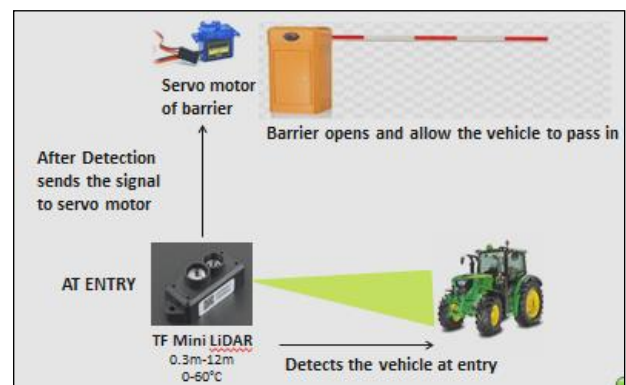 Servo motor
of barrier
Barrier opens and allow the vehicle to pass in
After Detection
sends the signal
to servo motor
AT ENTRY
TF Mini LiDAR
0.3m-12m
0-60°C
Detects the vehicle at entry